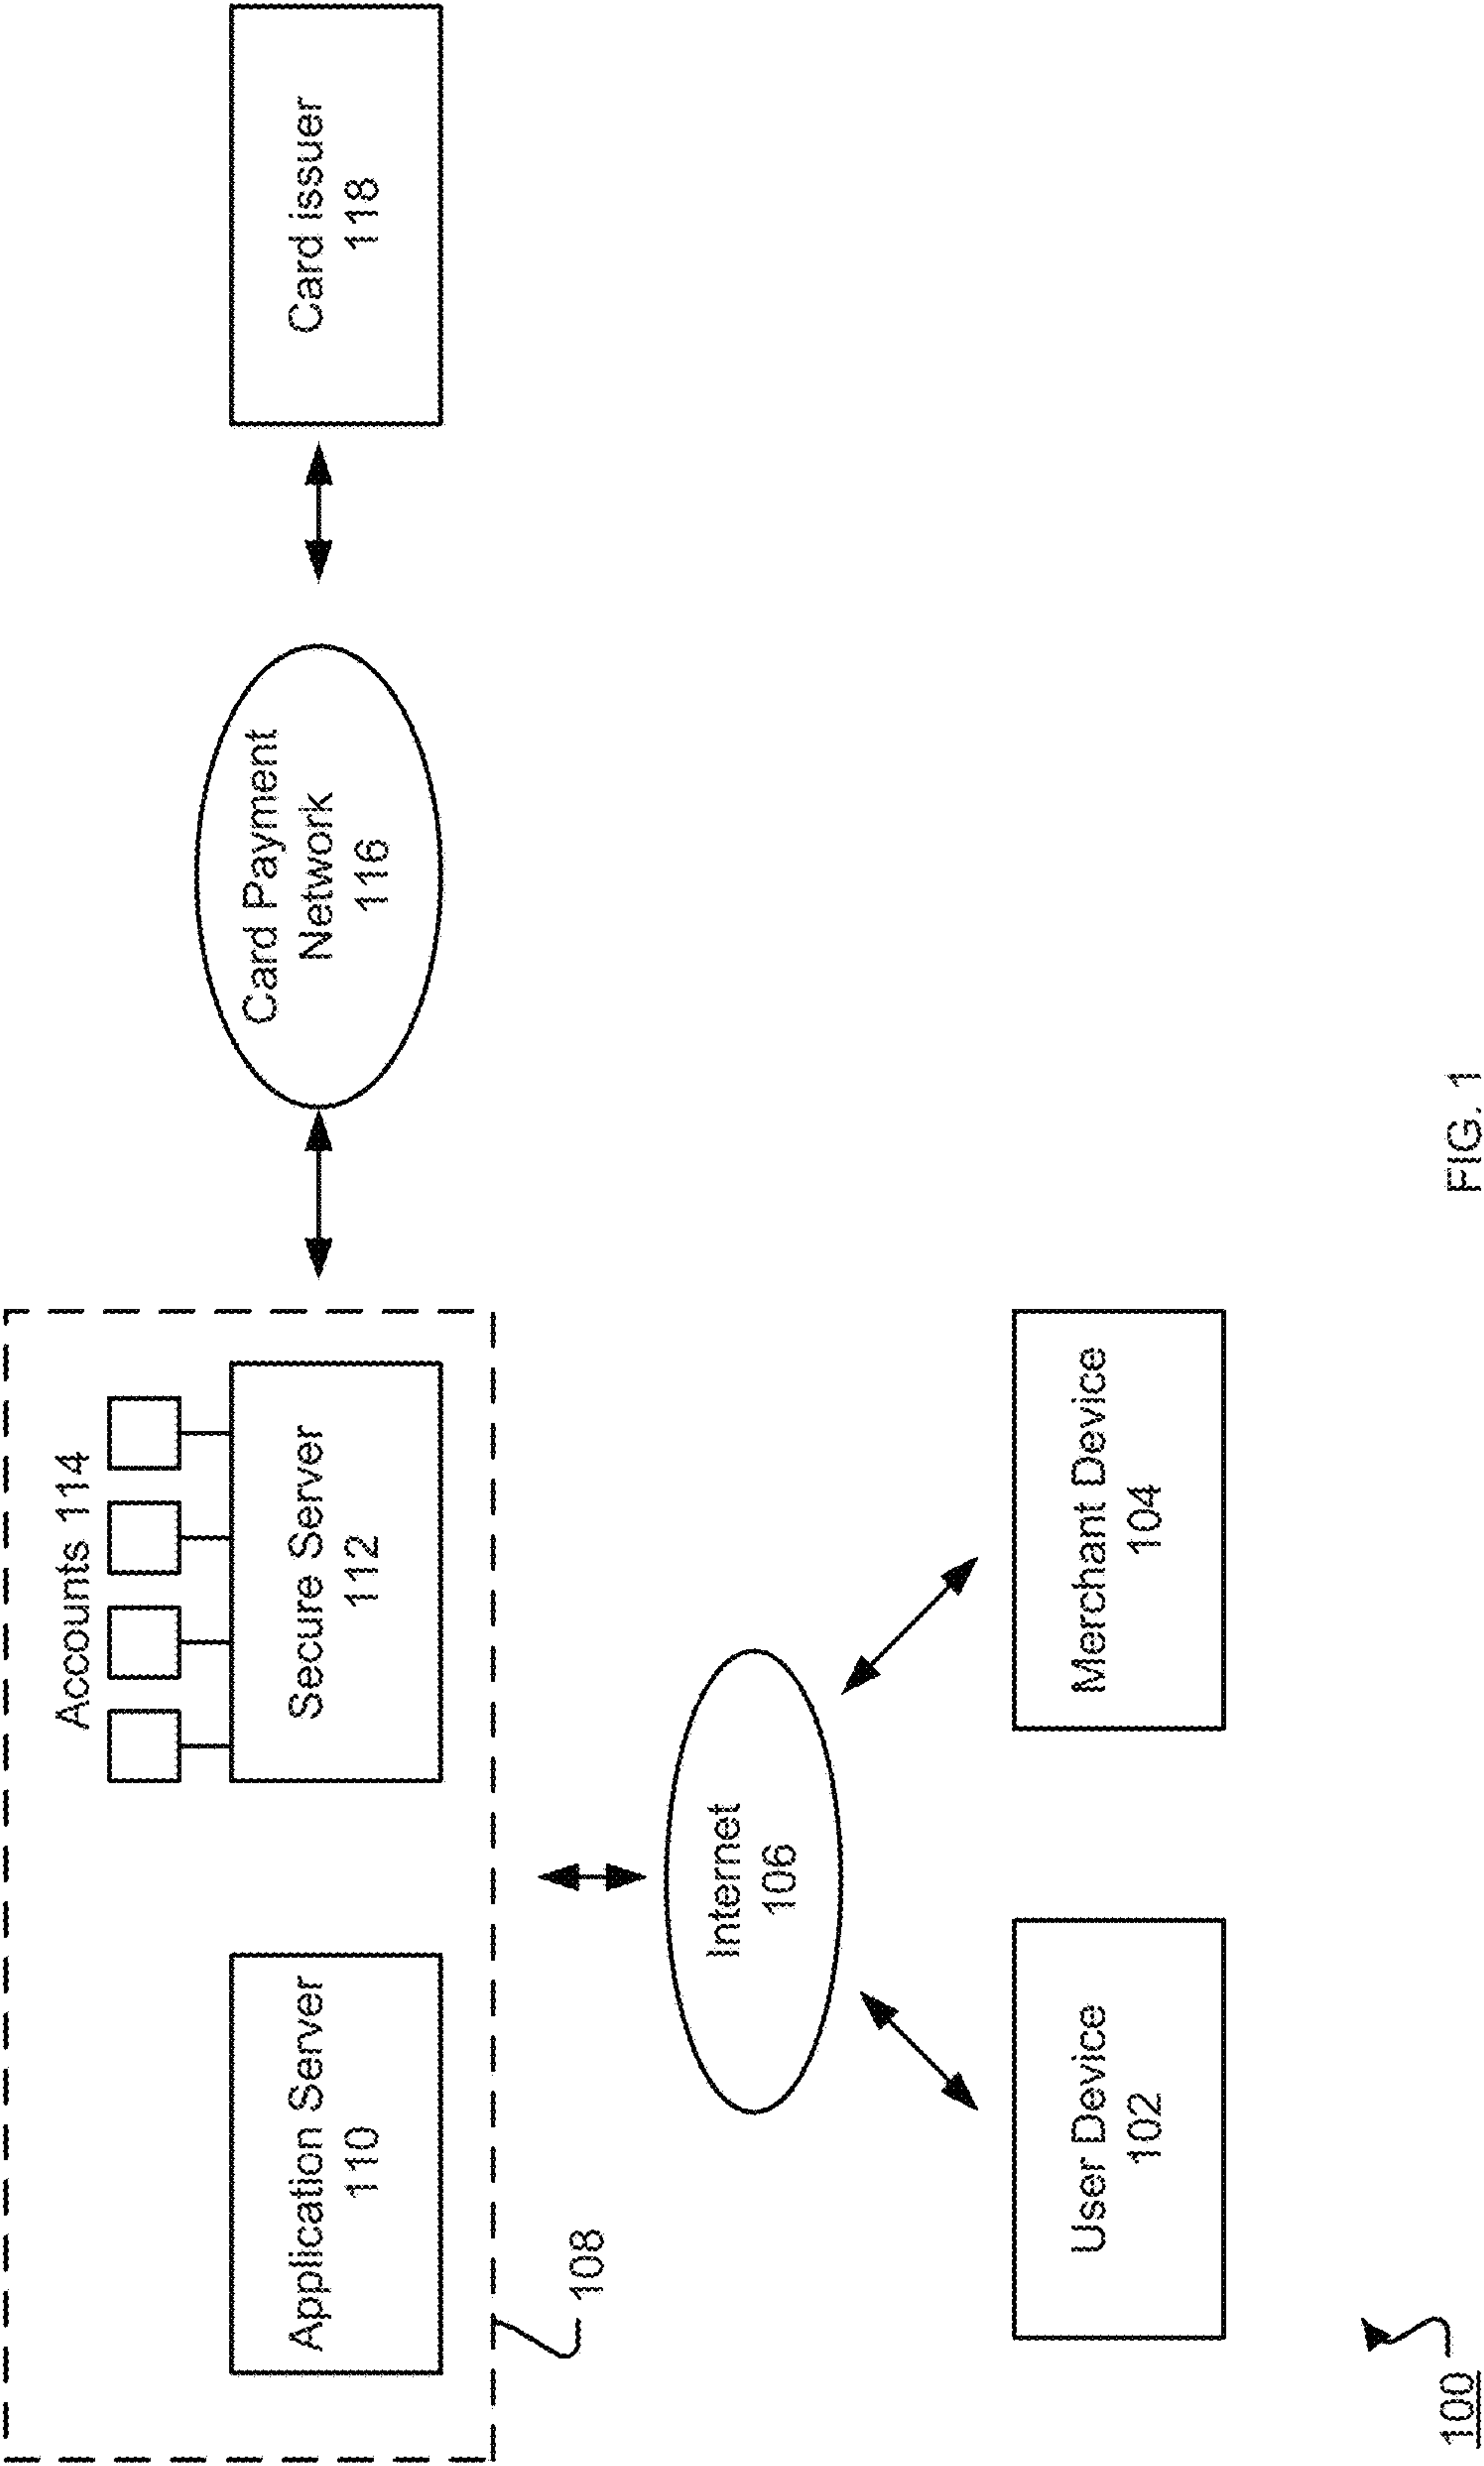 Accounts 114
Application Server
110
Secure Server
112
Card Payment
Network
116
Card issuer
118
108
Internet
106
User Device
102
Merchant Device
104
100
FIG. 1